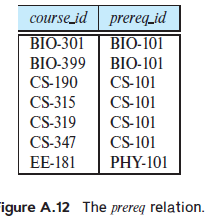 course_id prereq_id
BIO-301 BIO-101
BIO-399 BIO-101
CS-190 CS-101
CS-315 CS-101
CS-319 CS-101
CS-347 CS-101
EE-181 PHY-101
igure A.12 The prereq relation.